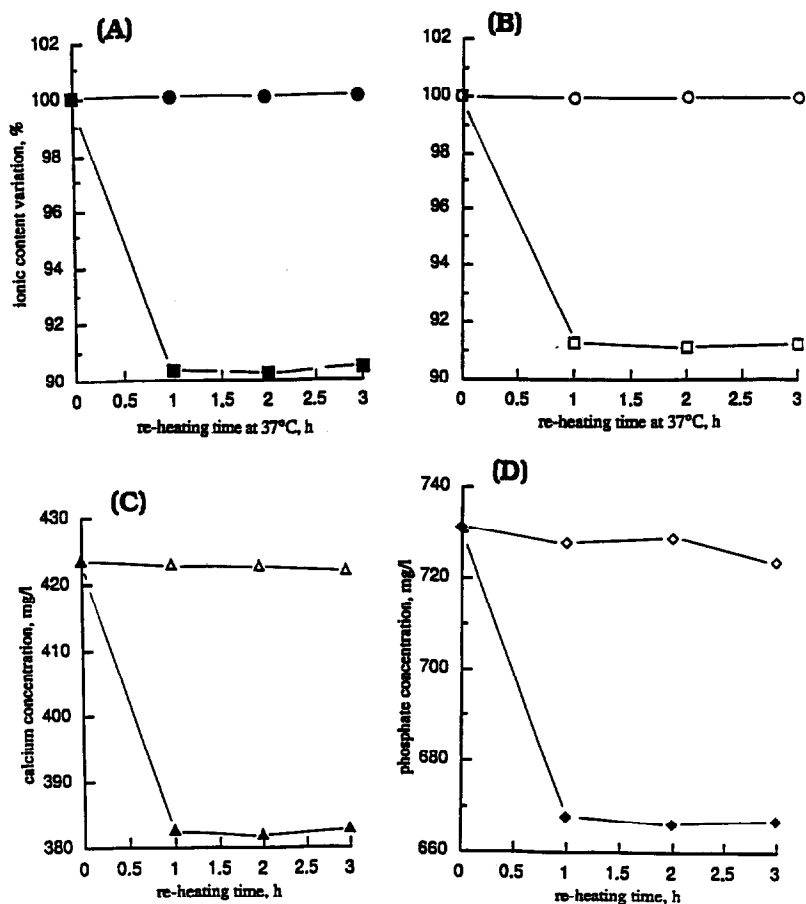 (A)
102
100
98
96
94
92
90
ionic content variation, %
0 0.5 1 1.5 2 2.5 3
re-heating time at 37°C, h
(B)
102
100
98
96
94
92
90
0 0.5 1 1.5 2 2.5 3
re-heating time at 37°C, h
(C)
430
420
410
400
390
380
calcium concentration, mg/l
0 0.5 1 1.5 2 2.5 3
re-heating time, h
(D)
740
720
700
680
660
phosphate concentration, mg/l
0 0.5 1 1.5 2 2.5 3
re-heating time, h